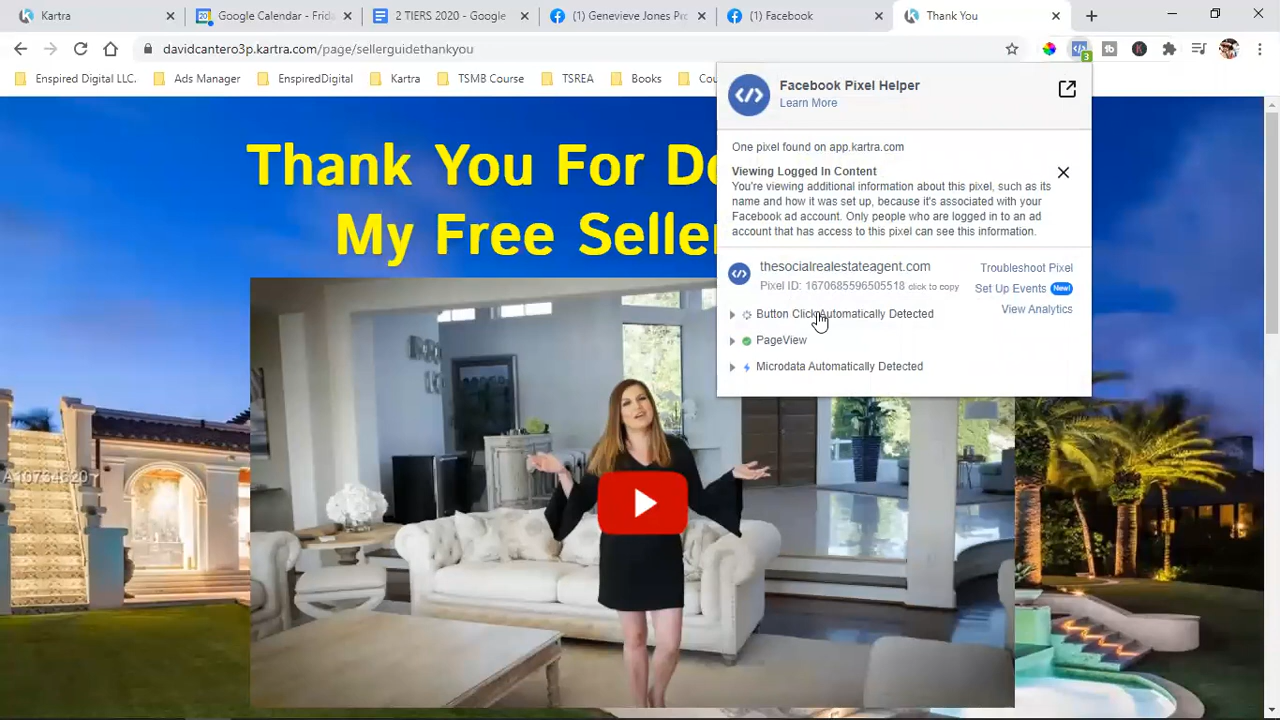 Kartra
Google Calendar - Frida
2 TIERS 2020 - Google
(1) Genevieve Jones Pro
(1) Facebook
Thank You
davidcantero3p.kartra.com/page/sellerguidethankyou
3
Enspired Digital LLC.
Ads Manager
EnspiredDigital
Kartra
TSMB Course
TSREA
Books
Cou
Facebook Pixel Helper
Learn More
One pixel found on app.kartra.com
Viewing Logged In Content
You're viewing additional information about this pixel, such as its
name and how it was set up, because it's associated with your
Facebook ad account. Only people who are logged in to an ad
account that has access to this pixel can see this information.
thesocialrealestateagent.com
Troubleshoot Pixel
Pixel ID: 1670685596505518 click to copy
Set Up Events New!
View Analytics
Button Click Automatically Detected
PageView
Microdata Automatically Detected
Thank You For Do
My Free Seller
A10734620